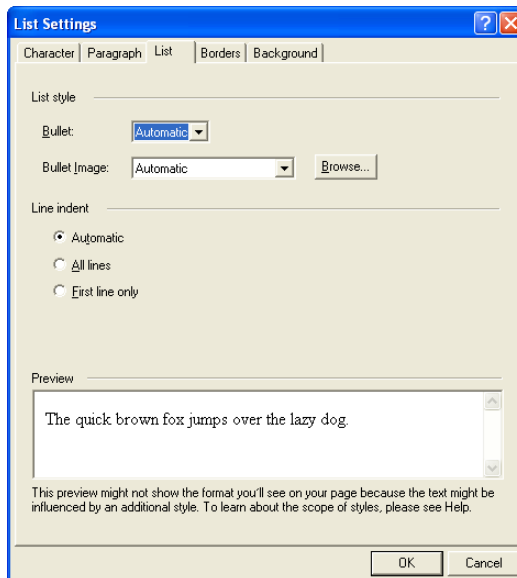 List Settings
Character Paragraph List Borders Background
List style
Bullet: Automatic
Bullet Image: Automatic Browse...
Line indent
Automatic
All lines
First line only
Preview
The quick brown fox jumps over the lazy dog.
This preview might not show the format you'll see on your page because the text might be
influenced by an additional style. To learn about the scope of styles, please see Help.
OK Cancel